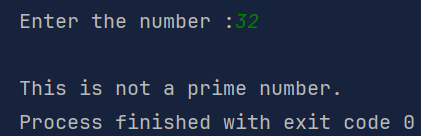 Enter the number :32
This is not a prime number.
Process finished with exit code 0